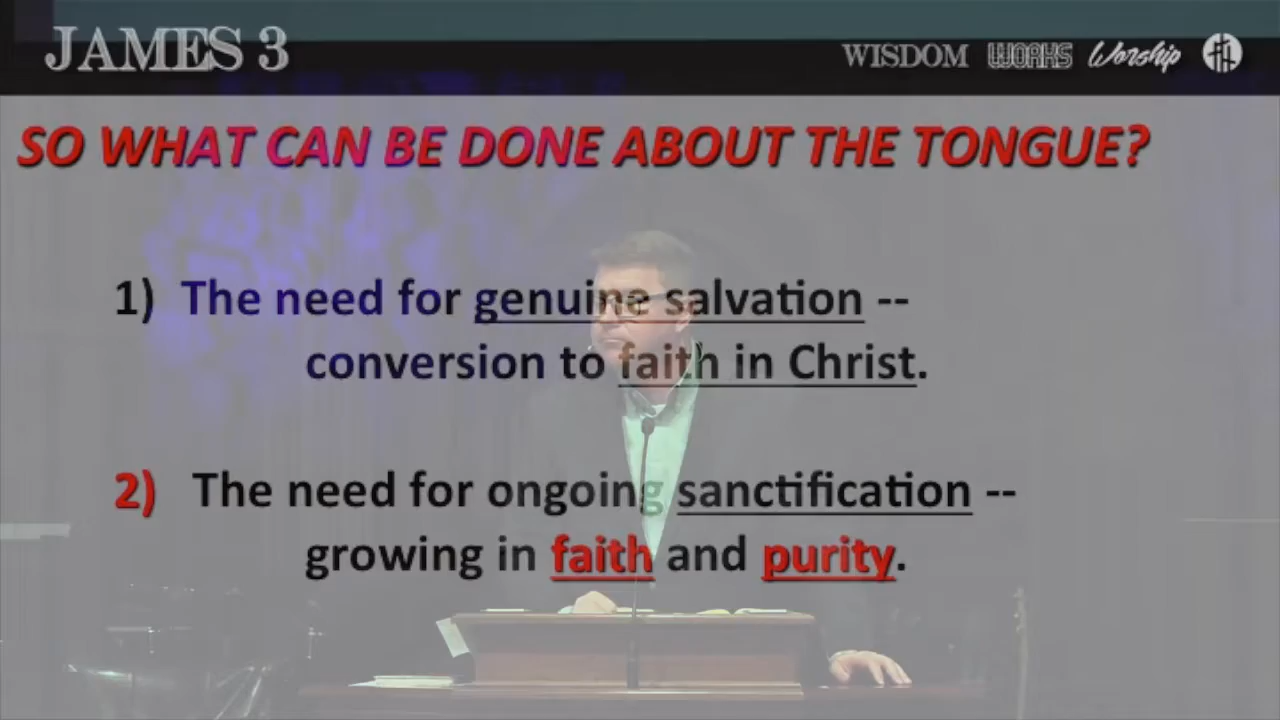 JAMES 3
WISDOM WORKS Worship
SO WHAT CAN BE DONE ABOUT THE TONGUE?
1) The need for genuine salvation --
conversion to faith in Christ.
2) The need for ongoing sanctification --
growing in faith and purity.